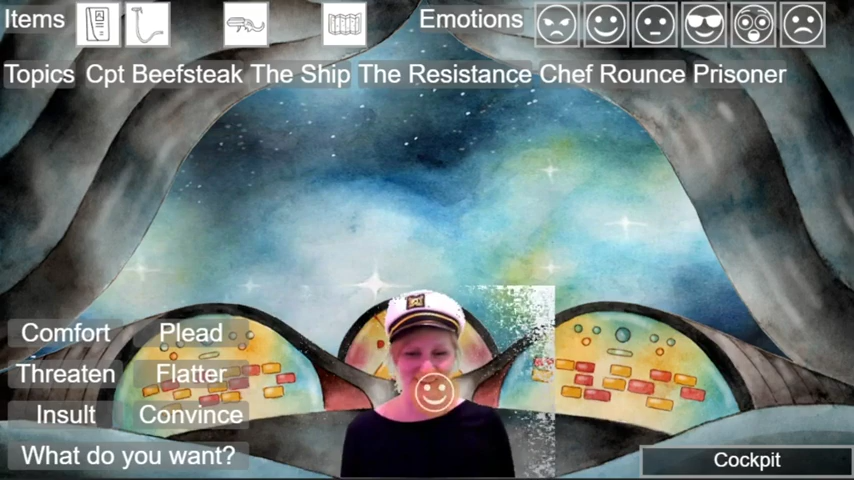 Items Emotions
Topics Cpt Beefsteak The Ship The Resistance Chef Rounce Prisoner
Comfort Plead
Threaten Flatter
Insult Convince
What do you want?
Cockpit